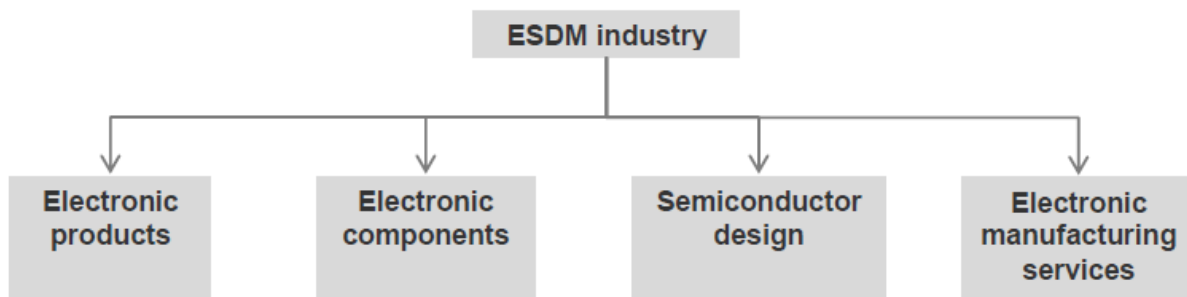 ESDM industry
Electronic
products
Electronic
components
Semiconductor
design
Electronic
manufacturing
services